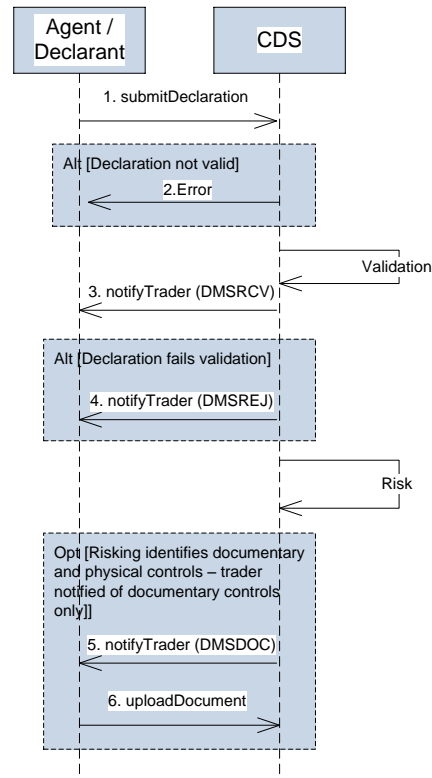 Agent /
Declarant
CDS
1. submitDeclaration
Alt [Declaration not valid]
2.Error
Validation
3. notifyTrader (DMSRCV)
Alt [Declaration fails validation]
4. notifyTrader (DMSREJ)
Risk
Opt [Risking identifies documentary
and physical controls – trader
notified of documentary controls
only]]
5. notifyTrader (DMSDOC)
6. uploadDocument